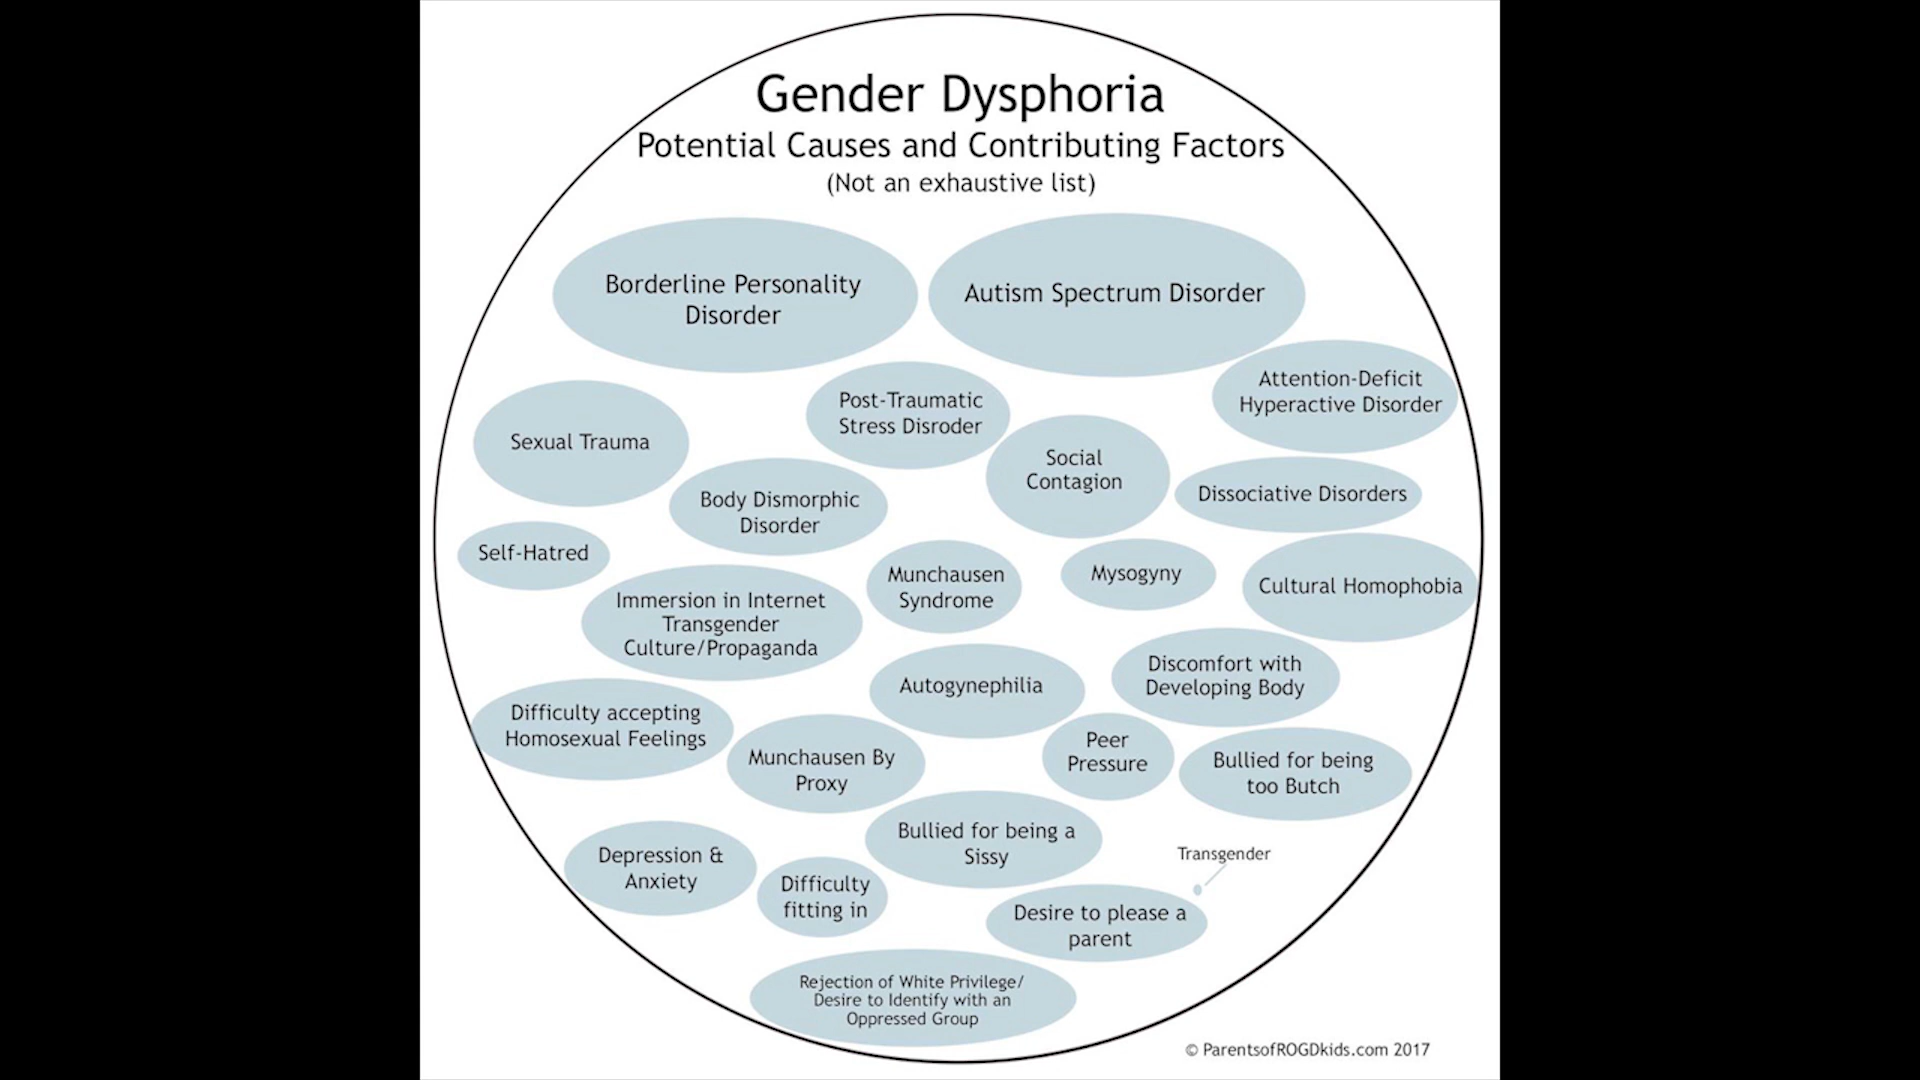 Gender Dysphoria
Potential Causes and Contributing Factors
(Not an exhaustive list)
Borderline Personality
Disorder
Autism Spectrum Disorder
Attention-Deficit
Hyperactive Disorder
Post-Traumatic
Stress Disroder
Sexual Trauma
Social
Contagion
Body Dismorphic
Disorder
Dissociative Disorders
Self-Hatred
Munchausen
Syndrome
Mysogyny
Cultural Homophobia
Immersion in Internet
Transgender
Culture/Propaganda
Autogynephilia
Discomfort with
Developing Body
Difficulty accepting
Homosexual Feelings
Munchausen By
Proxy
Peer
Pressure
Bullied for being
too Butch
Bullied for being a
Sissy
Depression &
Anxiety
Difficulty
fitting in
Transgender
Desire to please a
parent
Rejection of White Privilege/
Desire to Identify with an
Oppressed Group
© ParentsofROGDkids.com 2017